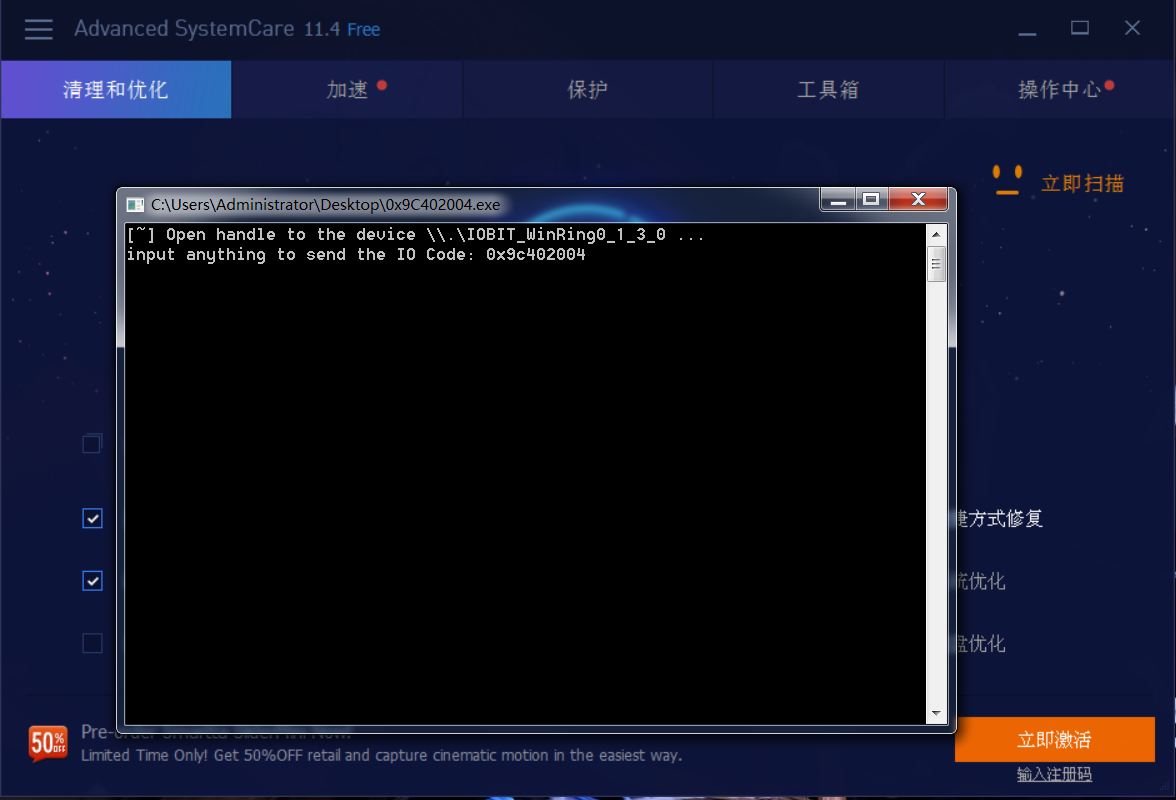 Advanced SystemCare 11.4 Free
清理和优化
加速
保护
工具箱
操作中心
立即扫描
C:\Users\Administrator\Desktop\0x9C402004.exe
[~] Open handle to the device \\.\IOBIT_WinRing0_1_3_0 ...
input anything to send the IO Code: 0x9c402004
捷方式修复
统优化
盘优化
50% OFF
Limited Time Only! Get 50%OFF retail and capture cinematic motion in the easiest way.
立即激活
输入注册码